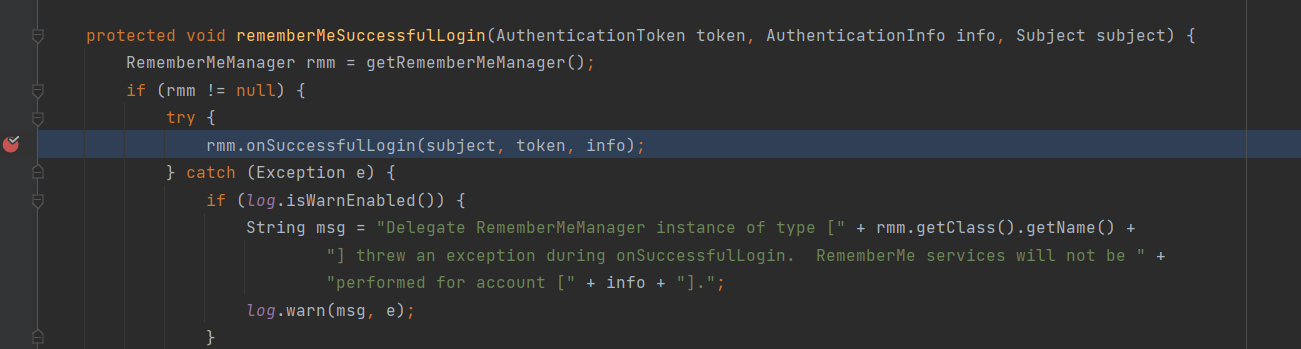 protected void rememberMeSuccessfulLogin(AuthenticationToken token, AuthenticationInfo info, Subject subject) {
RememberMeManager rmm = getRememberMeManager();
if (rmm != null) {
try {
rmm.onSuccessfulLogin(subject, token, info);
} catch (Exception e) {
if (log.isWarnEnabled()) {
String msg = "Delegate RememberMeManager instance of type [" + rmm.getClass().getName() +
"] threw an exception during onSuccessfulLogin.  RememberMe services will not be " +
"performed for account [" + info + "].";
log.warn(msg, e);
}